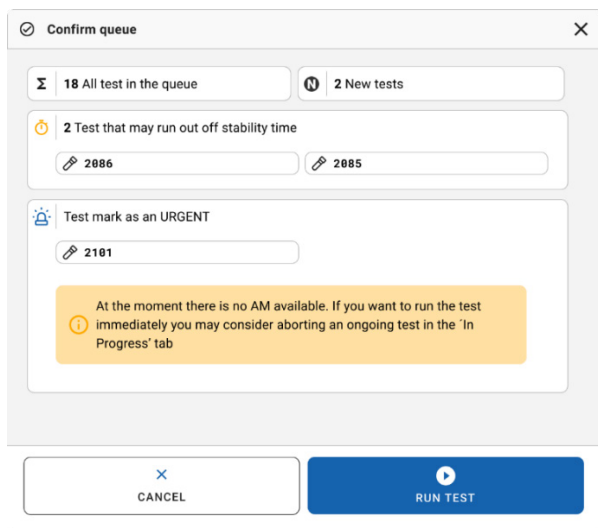 Confirm queue
Σ 18 All test in the queue
N 2 New tests
2 Test that may run out off stability time
2086
2085
Test mark as an URGENT
2101
At the moment there is no AM available. If you want to run the test
immediately you may consider aborting an ongoing test in the ´In
Progress’ tab
CANCEL
RUN TEST